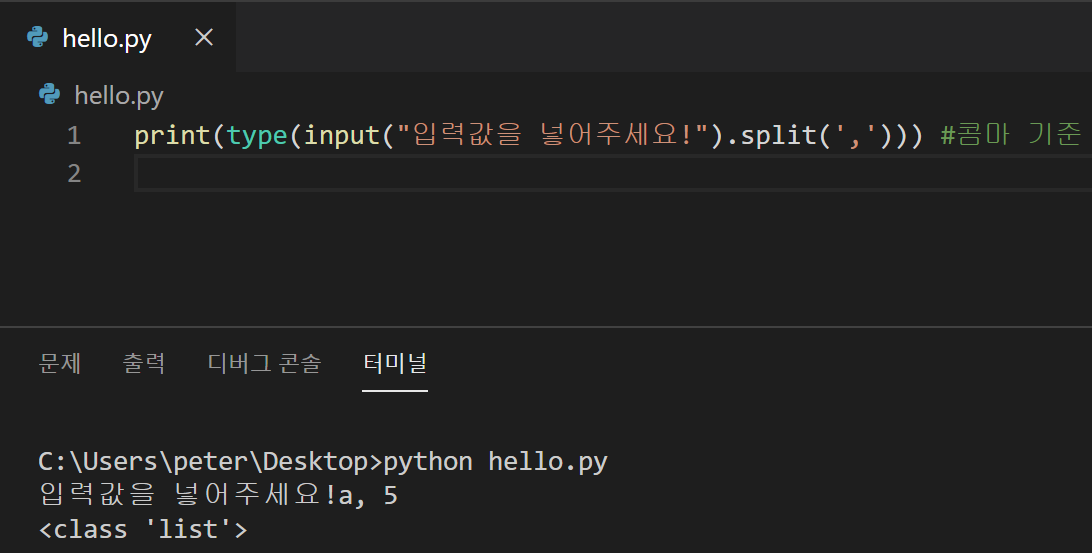 hello.py
hello.py
1 print(type(input("입력값을 넣어주세요!").split(','))) #콤마 기준
2
문제 출력 디버그 콘솔 터미널
C:\Users\peter\Desktop>python hello.py
입력값을 넣어주세요!a, 5
<class 'list'>